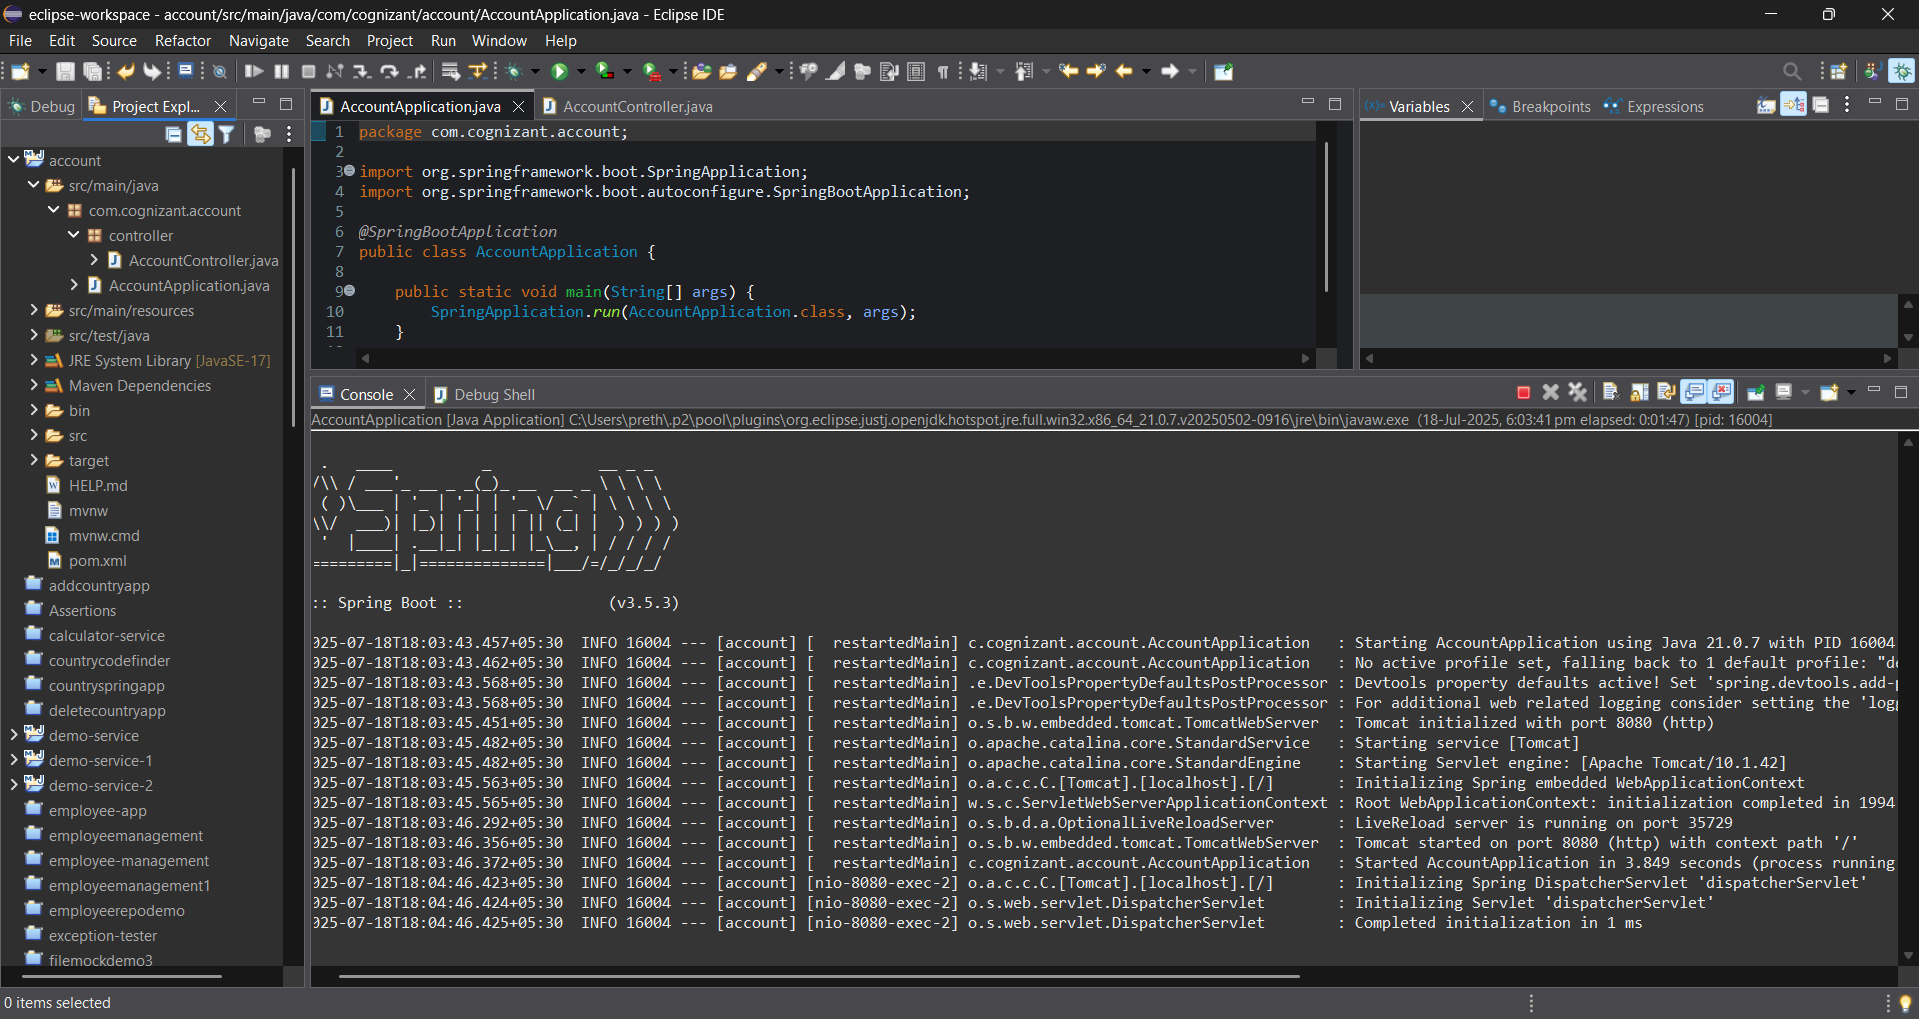 eclipse-workspace - account/src/main/java/com/cognizant/account/AccountApplication.java - Eclipse IDE
File Edit Source Refactor Navigate Search Project Run Window Help
Debug Project Expl...
AccountApplication.java AccountController.java
Variables Breakpoints Expressions
account
src/main/java
com.cognizant.account
controller
AccountController.java
AccountApplication.java
src/main/resources
src/test/java
JRE System Library [JavaSE-17]
Maven Dependencies
bin
src
target
HELP.md
mvnw
mvnw.cmd
pom.xml
addcountryapp
Assertions
calculator-service
countrycodefinder
countryspringapp
deletecountryapp
demo-service
demo-service-1
demo-service-2
employee-app
employeemanagement
employee-management
employeemanagement1
employeerepodemo
exception-tester
filemockdemo3
1 package com.cognizant.account;
2
3 import org.springframework.boot.SpringApplication;
4 import org.springframework.boot.autoconfigure.SpringBootApplication;
5
6 @SpringBootApplication
7 public class AccountApplication {
8
9 public static void main(String[] args) {
10 SpringApplication.run(AccountApplication.class, args);
11 }
Console Debug Shell
AccountApplication [Java Application] C:\Users\preth\.p2\pool\plugins\org.eclipse.justj.openjdk.hotspot.jre.full.win32.x86_64_21.0.7.v20250502-0916\jre\bin\javaw.exe (18-Jul-2025, 6:03:41 pm elapsed: 0:01:47) [pid: 16004]
Spring
:: Spring Boot :: (v3.5.3)
025-07-18T18:03:43.457+05:30 INFO 16004 --- [account] [ restartedMain] c.cognizant.account.AccountApplication : Starting AccountApplication using Java 21.0.7 with PID 16004
025-07-18T18:03:43.462+05:30 INFO 16004 --- [account] [ restartedMain] c.cognizant.account.AccountApplication : No active profile set, falling back to 1 default profile: "de
025-07-18T18:03:43.568+05:30 INFO 16004 --- [account] [ restartedMain] .e.DevToolsPropertyDefaultsPostProcessor : Devtools property defaults active! Set 'spring.devtools.add-p
025-07-18T18:03:43.568+05:30 INFO 16004 --- [account] [ restartedMain] .e.DevToolsPropertyDefaultsPostProcessor : For additional web related logging consider setting the 'logg
025-07-18T18:03:45.451+05:30 INFO 16004 --- [account] [ restartedMain] o.s.b.w.embedded.tomcat.TomcatWebServer : Tomcat initialized with port 8080 (http)
025-07-18T18:03:45.482+05:30 INFO 16004 --- [account] [ restartedMain] o.apache.catalina.core.StandardService : Starting service [Tomcat]
025-07-18T18:03:45.482+05:30 INFO 16004 --- [account] [ restartedMain] o.apache.catalina.core.StandardEngine : Starting Servlet engine: [Apache Tomcat/10.1.42]
025-07-18T18:03:45.563+05:30 INFO 16004 --- [account] [ restartedMain] o.a.c.c.C.[Tomcat].[localhost].[/] : Initializing Spring embedded WebApplicationContext
025-07-18T18:03:45.565+05:30 INFO 16004 --- [account] [ restartedMain] w.s.c.ServletWebServerApplicationContext : Root WebApplicationContext: initialization completed in 1994
025-07-18T18:03:46.292+05:30 INFO 16004 --- [account] [ restartedMain] o.s.b.d.a.OptionalLiveReloadServer : LiveReload server is running on port 35729
025-07-18T18:03:46.356+05:30 INFO 16004 --- [account] [ restartedMain] o.s.b.w.embedded.tomcat.TomcatWebServer : Tomcat started on port 8080 (http) with context path '/'
025-07-18T18:03:46.372+05:30 INFO 16004 --- [account] [ restartedMain] c.cognizant.account.AccountApplication : Started AccountApplication in 3.849 seconds (process running
025-07-18T18:04:46.423+05:30 INFO 16004 --- [account] [nio-8080-exec-2] o.a.c.c.C.[Tomcat].[localhost].[/] : Initializing Spring DispatcherServlet 'dispatcherServlet'
025-07-18T18:04:46.424+05:30 INFO 16004 --- [account] [nio-8080-exec-2] o.s.web.servlet.DispatcherServlet : Initializing Servlet 'dispatcherServlet'
025-07-18T18:04:46.425+05:30 INFO 16004 --- [account] [nio-8080-exec-2] o.s.web.servlet.DispatcherServlet : Completed initialization in 1 ms
0 items selected